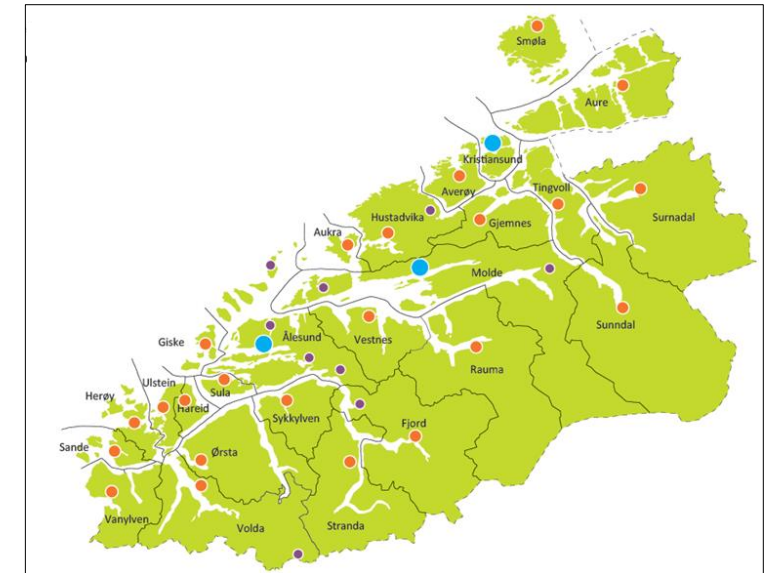 Smøla
Aure
Kristiansund
Averøy
Tingvoll
Surnadal
Hustadvika
Gjemnes
Aukra
Molde
Sunndal
Giske
Ålesund
Vestnes
Rauma
Ulstein
Sula
Herøy
Hareid
Sykkylven
Fjord
Sande
Ørsta
Vanylven
Volda
Stranda